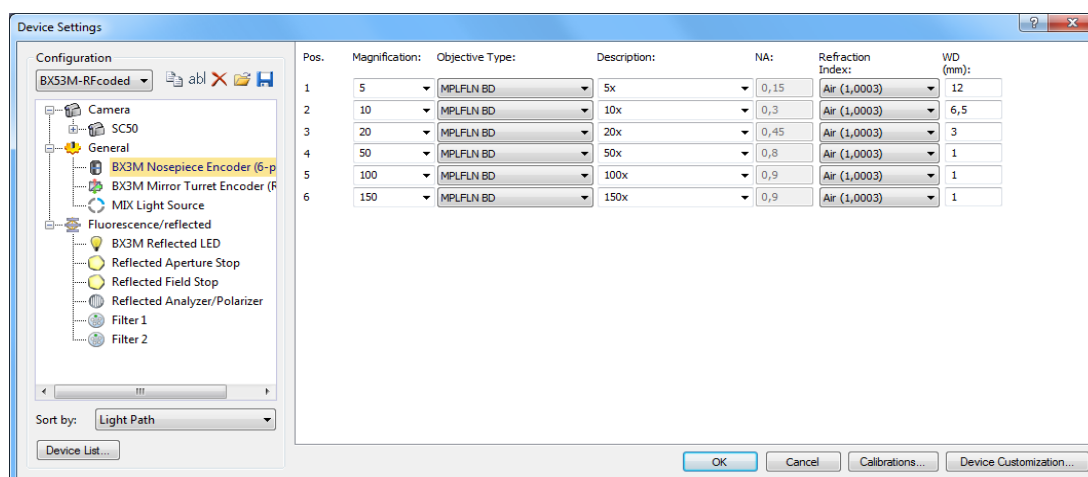 Device Settings
Configuration
BX53M-RFcoded
abl
Camera
SC50
General
BX3M Nosepiece Encoder (6-p
BX3M Mirror Turret Encoder (F
MIX Light Source
Fluorescence/reflected
BX3M Reflected LED
Reflected Aperture Stop
Reflected Field Stop
Reflected Analyzer/Polarizer
Filter 1
Filter 2
Sort by: Light Path
Device List...
Pos. Magnification: Objective Type: Description: NA: Refraction Index: WD (mm):
1 5 MPLFLN BD 5x 0,15 Air (1,0003) 12
2 10 MPLFLN BD 10x 0,3 Air (1,0003) 6,5
3 20 MPLFLN BD 20x 0,45 Air (1,0003) 3
4 50 MPLFLN BD 50x 0,8 Air (1,0003) 1
5 100 MPLFLN BD 100x 0,9 Air (1,0003) 1
6 150 MPLFLN BD 150x 0,9 Air (1,0003) 1
OK Cancel Calibrations... Device Customization...